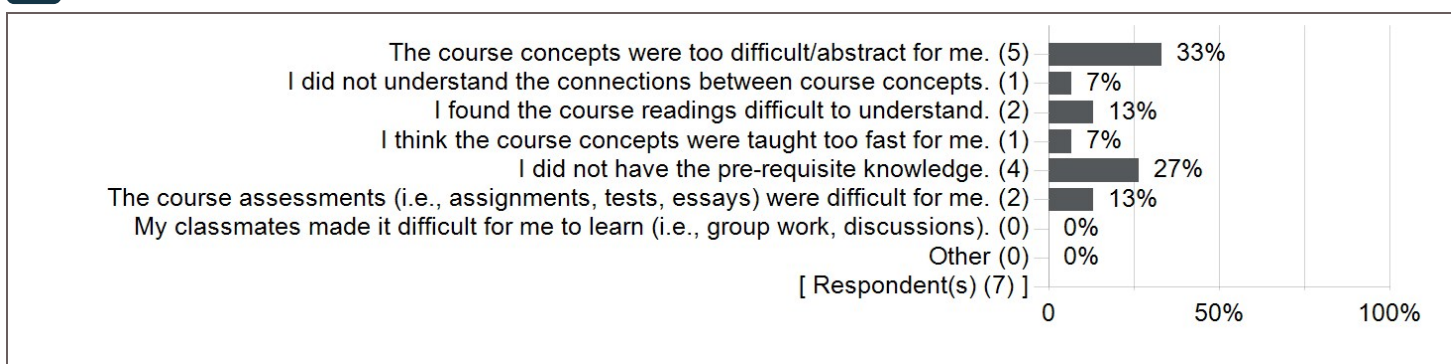 The course concepts were too difficult/abstract for me. (5) 33%
I did not understand the connections between course concepts. (1) 7%
I found the course readings difficult to understand. (2) 13%
I think the course concepts were taught too fast for me. (1) 7%
I did not have the pre-requisite knowledge. (4) 27%
The course assessments (i.e., assignments, tests, essays) were difficult for me. (2) 13%
My classmates made it difficult for me to learn (i.e., group work, discussions). (0) 0%
Other (0) 0%
[ Respondent(s) (7) ]
0 50% 100%